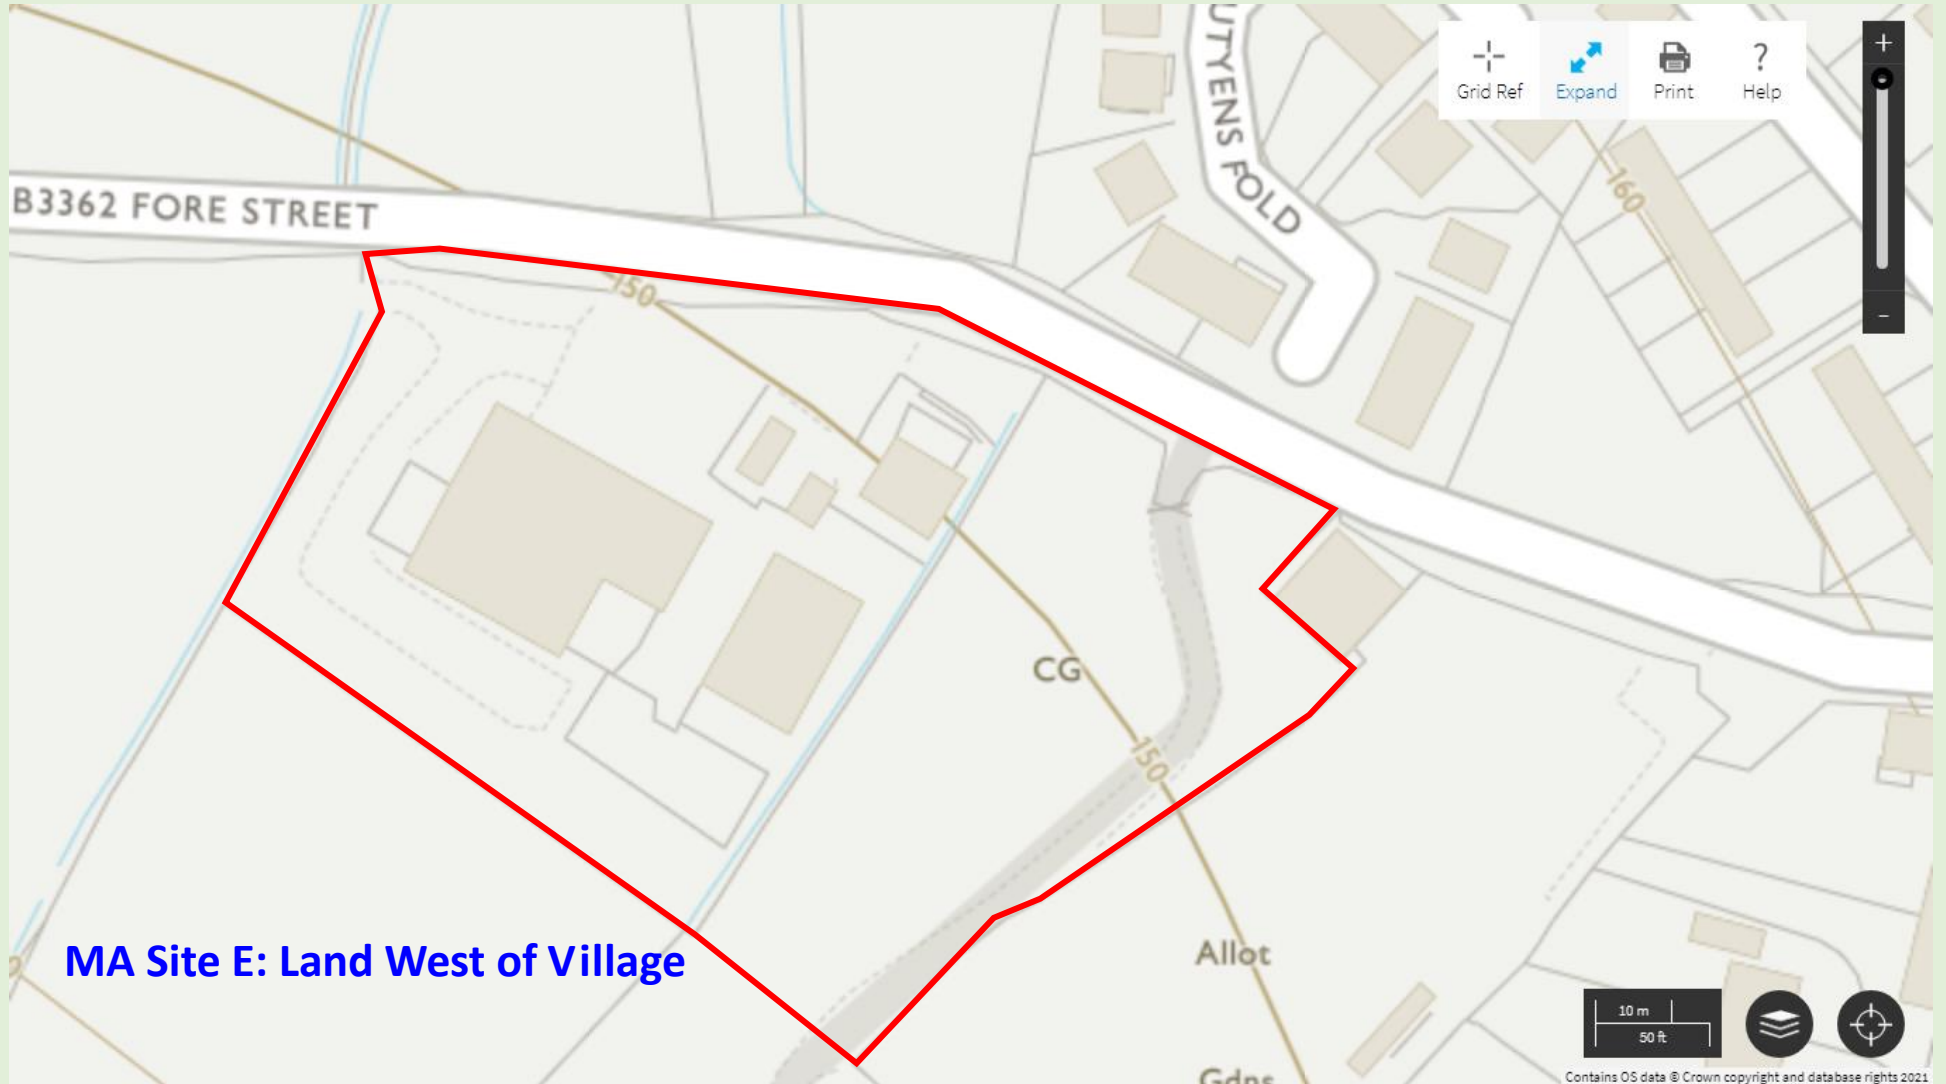 UTYENS FOLD
Grid Ref
Expand
Print
?
Help
+
160
B3362 FORE STREET
150
-
CG
150
MA Site E: Land West of Village
Allot
10 m
50 ft
Gdns
Contains OS data © Crown copyright and database rights 2021